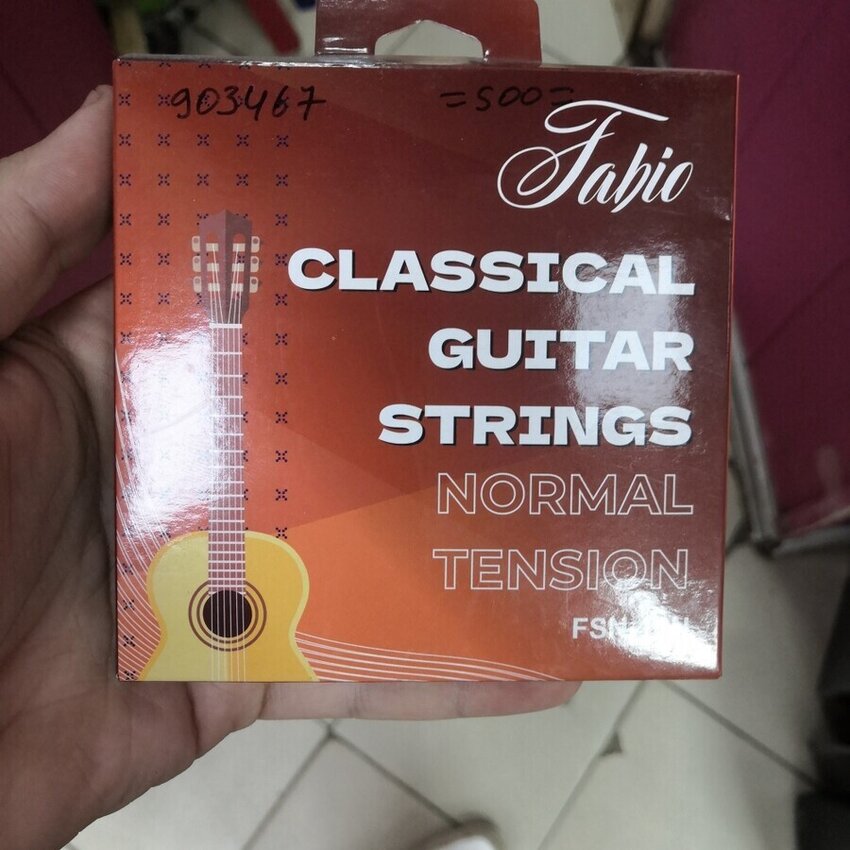 903467 =500=
Fabio
CLASSICAL
GUITAR
STRINGS
NORMAL
TENSION